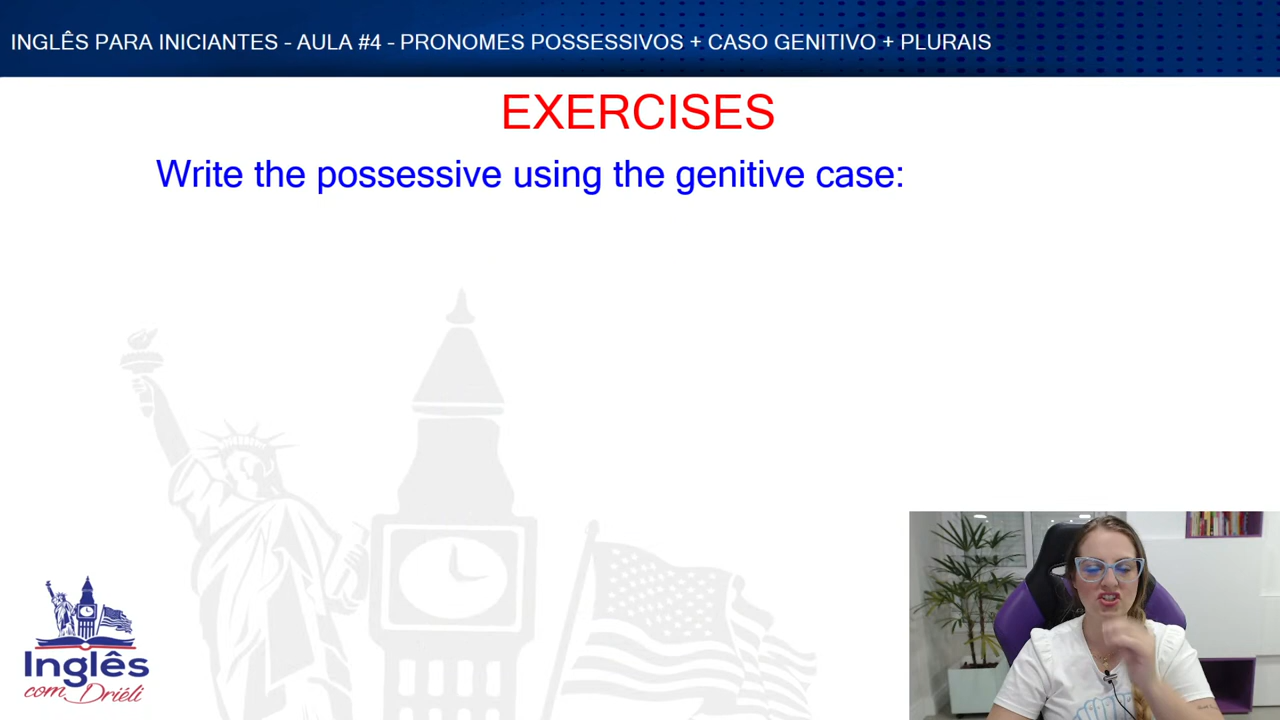 INGLÊS PARA INICIANTES - AULA #4 - PRONOMES POSSESSIVOS + CASO GENITIVO + PLURAIS
EXERCISES
Write the possessive using the genitive case:
Inglês
com Driéli